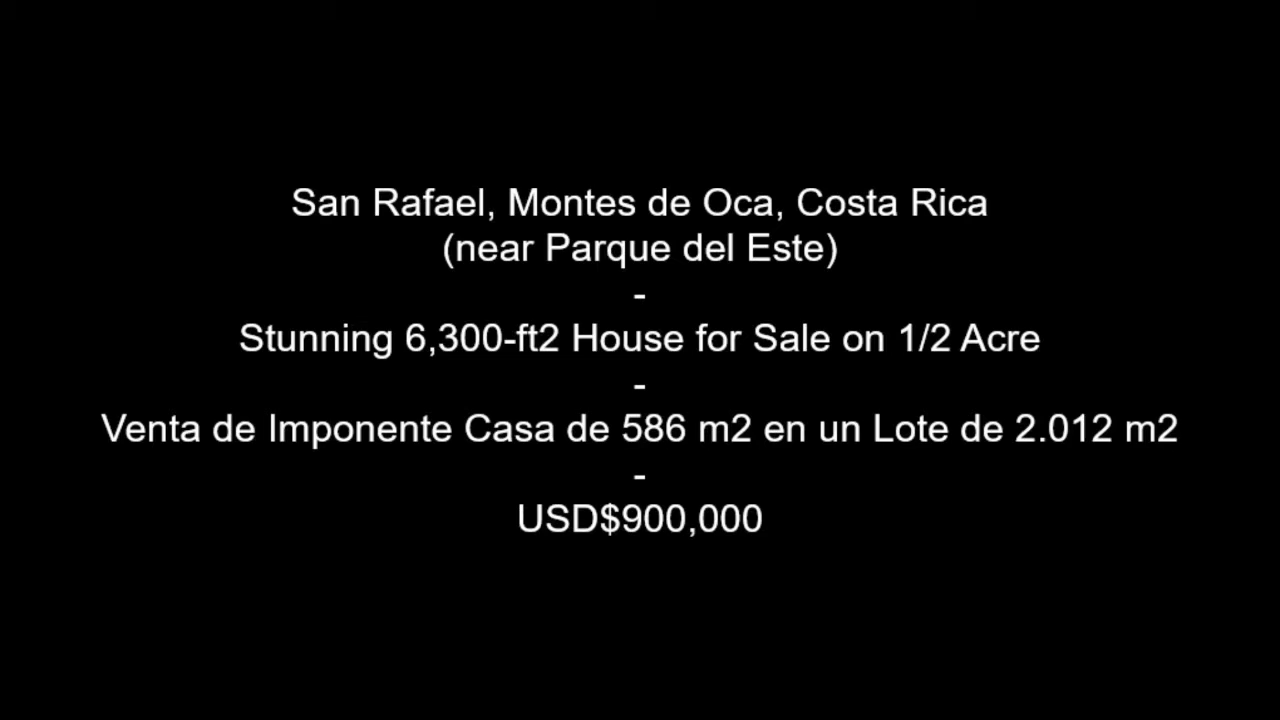 San Rafael, Montes de Oca, Costa Rica
(near Parque del Este)
-
Stunning 6,300-ft2 House for Sale on 1/2 Acre
-
Venta de Imponente Casa de 586 m2 en un Lote de 2.012 m2
-
USD$900,000